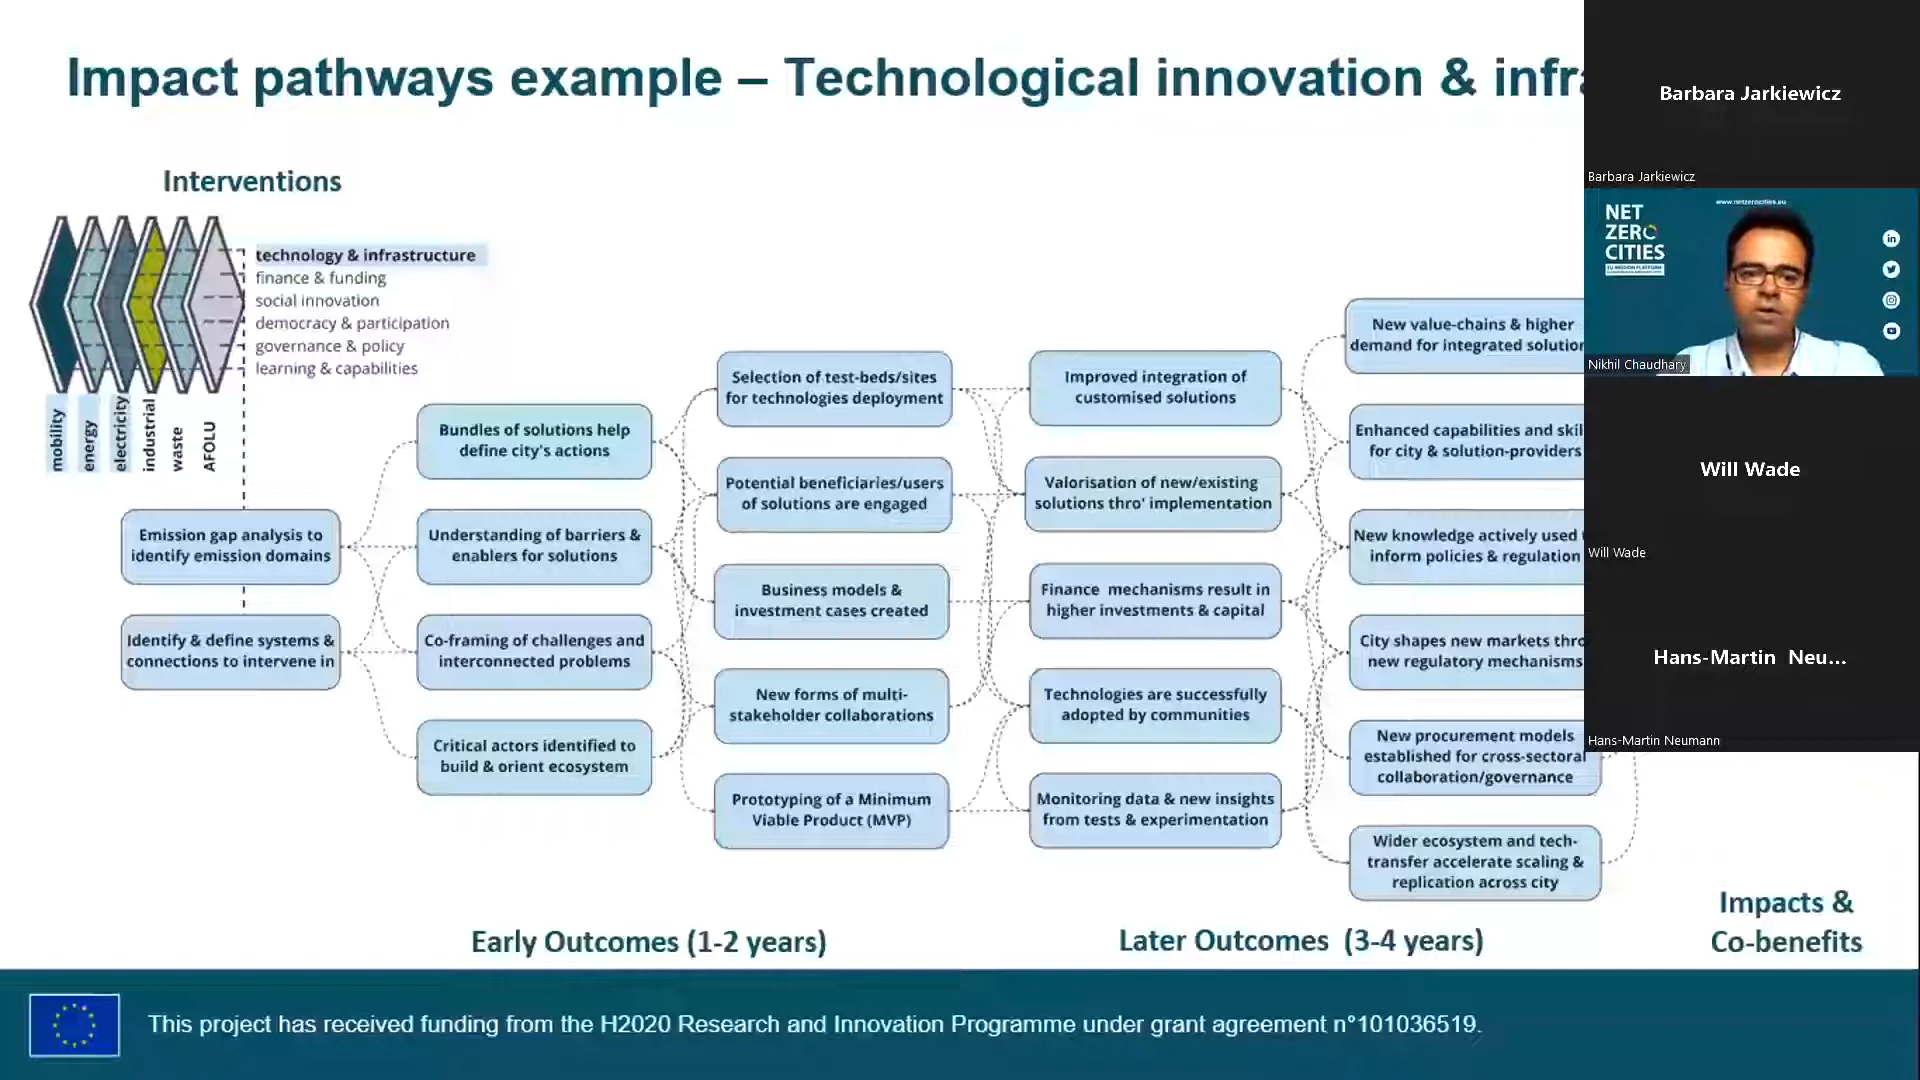 Impact pathways example – Technological innovation & infra
Interventions
technology & infrastructure
finance & funding
social innovation
democracy & participation
governance & policy
learning & capabilities
mobility
energy
electricity
industrial
waste
AFOLU
Emission gap analysis to
identify emission domains
Identify & define systems &
connections to intervene in
Bundles of solutions help
define city's actions
Understanding of barriers &
enablers for solutions
Co-framing of challenges and
interconnected problems
Critical actors identified to
build & orient ecosystem
Selection of test-beds/sites
for technologies deployment
Potential beneficiaries/users
of solutions are engaged
Business models &
investment cases created
New forms of multi-
stakeholder collaborations
Prototyping of a Minimum
Viable Product (MVP)
Improved integration of
customised solutions
Valorisation of new/existing
solutions thro' implementation
Finance mechanisms result in
higher investments & capital
Technologies are successfully
adopted by communities
Monitoring data & new insights
from tests & experimentation
New value-chains & higher
demand for integrated solution
Enhanced capabilities and skil
for city & solution-providers
New knowledge actively used
inform policies & regulation
City shapes new markets thro
new regulatory mechanisms
New procurement models
established for cross-sectoral
collaboration/governance
Wider ecosystem and tech-
transfer accelerate scaling &
replication across city
Early Outcomes (1-2 years)
Later Outcomes (3-4 years)
Impacts &
Co-benefits
This project has received funding from the H2020 Research and Innovation Programme under grant agreement n°101036519.
Barbara Jarkiewicz
Barbara Jarkiewicz
www.netzerocities.eu
NET
ZERO
CITIES
Nikhil Chaudhary
Will Wade
Will Wade
Hans-Martin Neu...
Hans-Martin Neumann